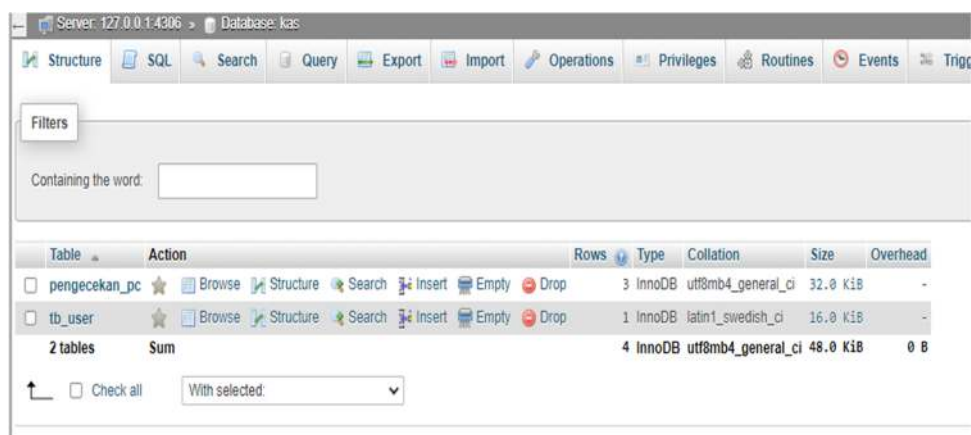 Server: 127.0.0.1:4306 » Database: kas
Structure SQL Search Query Export Import Operations Privileges Routines Events Trigg
Filters
Containing the word:
Table Action Rows Type Collation Size Overhead
pengecekan_pc Browse Structure Search Insert Empty Drop 3 InnoDB utf8mb4_general_ci 32.0 KiB -
tb_user Browse Structure Search Insert Empty Drop 1 InnoDB latin1_swedish_ci 16.0 KiB -
2 tables Sum 4 InnoDB utf8mb4_general_ci 48.0 KiB 0 B
Check all With selected: